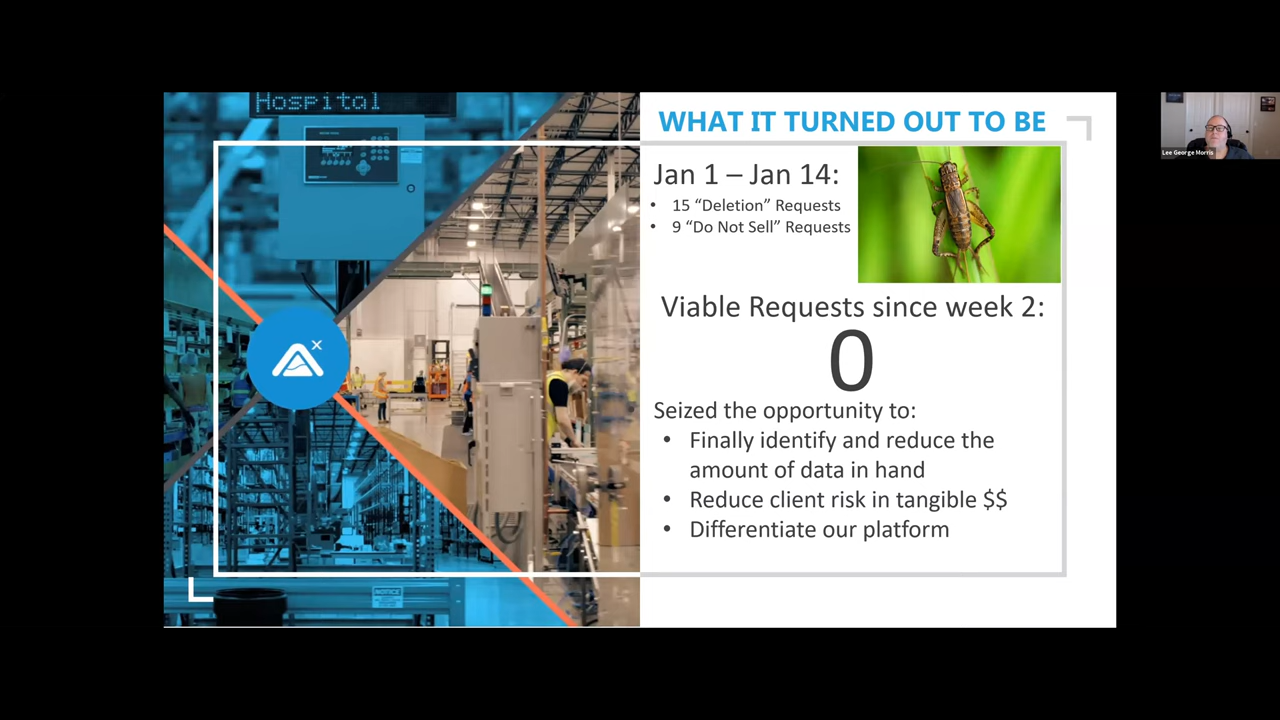 Hospital
WHAT IT TURNED OUT TO BE
Jan 1 – Jan 14:
• 15 “Deletion” Requests
• 9 “Do Not Sell” Requests
Viable Requests since week 2:
0
Seized the opportunity to:
• Finally identify and reduce the
amount of data in hand
• Reduce client risk in tangible $$
• Differentiate our platform
X
NOTICE
Lee George Morris